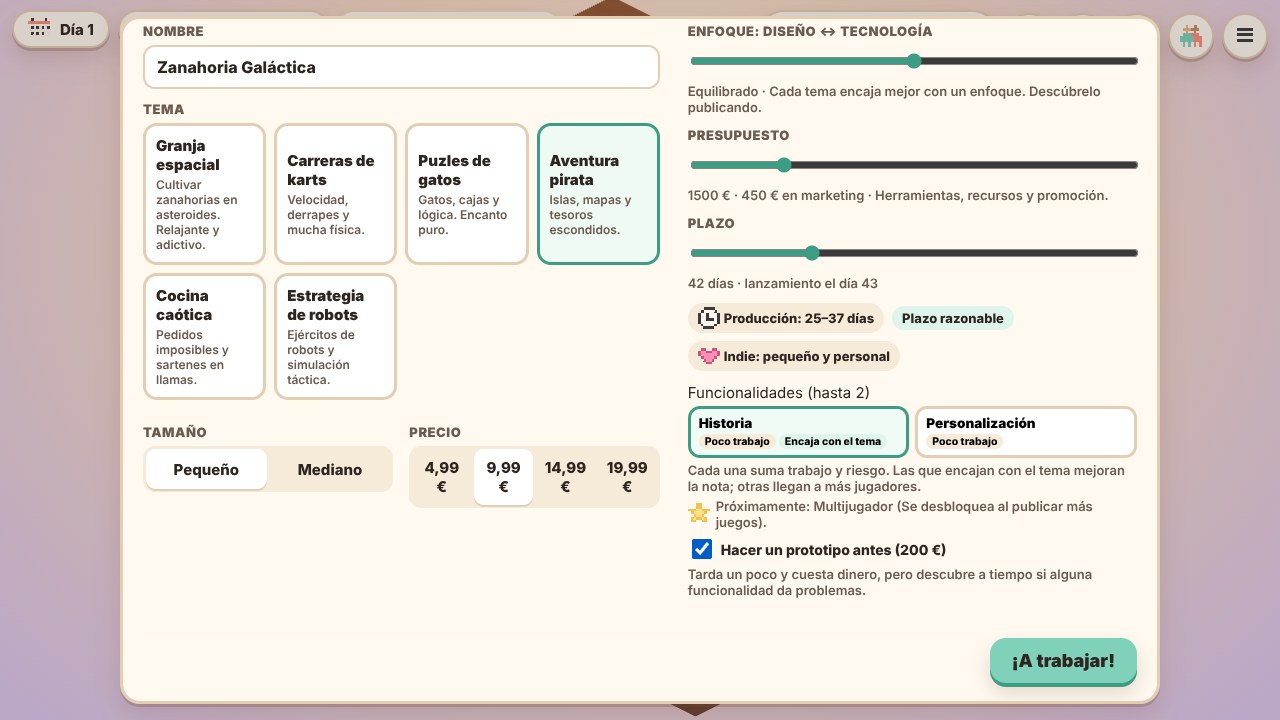 Día 1
NOMBRE
Zanahoria Galáctica
TEMA
Granja
espacial
Cultivar
zanahorias en
asteroides.
Relajante y
adictivo.
Carreras de
karts
Velocidad,
derrapes y
mucha física.
Puzles de
gatos
Gatos, cajas y
lógica. Encanto
puro.
Aventura
pirata
Islas, mapas y
tesoros
escondidos.
Cocina
caótica
Pedidos
imposibles y
sartenes en
llamas.
Estrategia
de robots
Ejércitos de
robots y
simulación
táctica.
TAMAÑO
Pequeño
Mediano
PRECIO
4,99
€
9,99
€
14,99
€
19,99
€
ENFOQUE: DISEÑO ↔ TECNOLOGÍA
Equilibrado · Cada tema encaja mejor con un enfoque. Descúbrelo
publicando.
PRESUPUESTO
1500 € · 450 € en marketing · Herramientas, recursos y promoción.
PLAZO
42 días · lanzamiento el día 43
Producción: 25–37 días
Plazo razonable
Indie: pequeño y personal
Funcionalidades (hasta 2)
Historia
Poco trabajo
Encaja con el tema
Personalización
Poco trabajo
Cada una suma trabajo y riesgo. Las que encajan con el tema mejoran
la nota; otras llegan a más jugadores.
Próximamente: Multijugador (Se desbloquea al publicar más
juegos).
Hacer un prototipo antes (200 €)
Tarda un poco y cuesta dinero, pero descubre a tiempo si alguna
funcionalidad da problemas.
¡A trabajar!